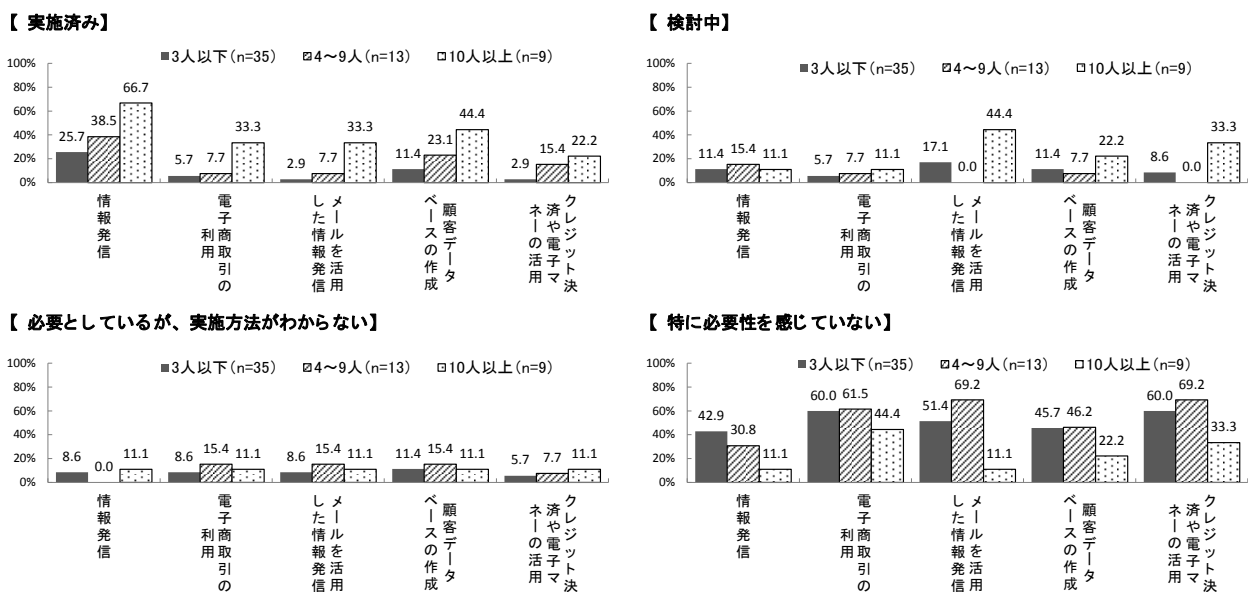 【 実施済み】
■3人以下(n=35) 4～9人(n=13) 10人以上(n=9)
100%
80%
60%
40%
20%
0%
25.7 38.5 66.7
5.7 7.7 33.3
2.9 7.7 33.3
11.4 23.1 44.4
2.9 15.4 22.2
情報発信
電子商取引の
利用
メールを活用
した情報発信
顧客データ
ベースの作成
クレジット決
済や電子マ
ネーの活用
【 検討中】
■3人以下(n=35) 4～9人(n=13) 10人以上(n=9)
100%
80%
60%
40%
20%
0%
11.4 15.4 11.1
5.7 7.7 11.1
17.1 0.0 44.4
11.4 7.7 22.2
8.6 0.0 33.3
情報発信
電子商取引の
利用
メールを活用
した情報発信
顧客データ
ベースの作成
クレジット決
済や電子マ
ネーの活用
【 必要としているが、実施方法がわからない】
■3人以下(n=35) 4～9人(n=13) 10人以上(n=9)
100%
80%
60%
40%
20%
0%
8.6 0.0 11.1
8.6 15.4 11.1
8.6 15.4 11.1
11.4 15.4 11.1
5.7 7.7 11.1
情報発信
電子商取引の
利用
メールを活用
した情報発信
顧客データ
ベースの作成
クレジット決
済や電子マ
ネーの活用
【 特に必要性を感じていない】
■3人以下(n=35) 4～9人(n=13) 10人以上(n=9)
100%
80%
60%
40%
20%
0%
42.9 30.8 11.1
60.0 61.5 44.4
51.4 69.2 11.1
45.7 46.2 22.2
60.0 69.2 33.3
情報発信
電子商取引の
利用
メールを活用
した情報発信
顧客データ
ベースの作成
クレジット決
済や電子マ
ネーの活用